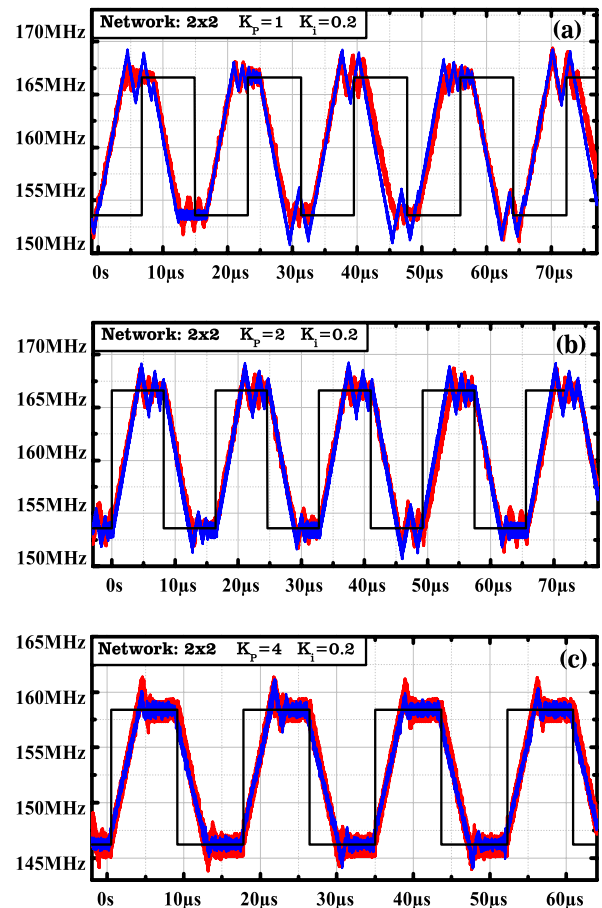 Network: 2x2 K_P=1 K_i=0.2
(a)
170MHz
165MHz
160MHz
155MHz
150MHz
0s 10µs 20µs 30µs 40µs 50µs 60µs 70µs
Network: 2x2 K_P=2 K_i=0.2
(b)
170MHz
165MHz
160MHz
155MHz
150MHz
0s 10µs 20µs 30µs 40µs 50µs 60µs 70µs
Network: 2x2 K_P=4 K_i=0.2
(c)
165MHz
160MHz
155MHz
150MHz
145MHz
0s 10µs 20µs 30µs 40µs 50µs 60µs